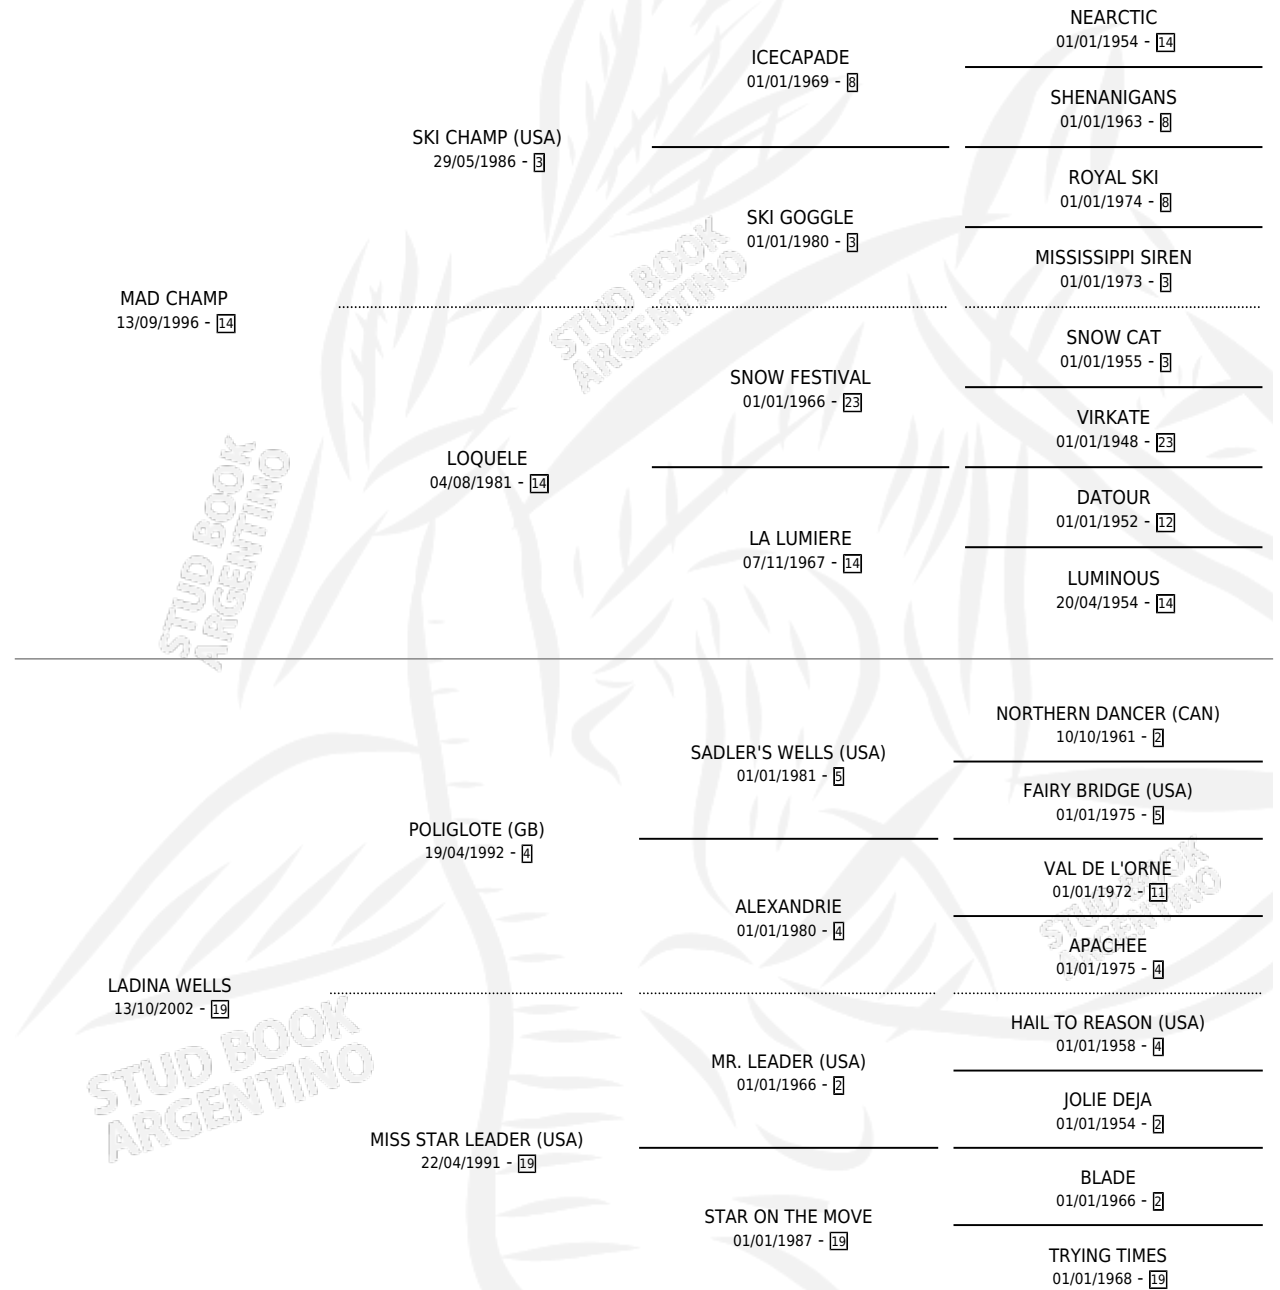 NEARCTIC
01/01/1954 - 14
ICECAPADE
01/01/1969 - 8
SHENANIGANS
01/01/1963 - 8
SKI CHAMP (USA)
29/05/1986 - 3
ROYAL SKI
01/01/1974 - 8
SKI GOGGLE
01/01/1980 - 3
MISSISSIPPI SIREN
01/01/1973 - 3
MAD CHAMP
13/09/1996 - 14
STUD BOOK
ARGENTINO
SNOW CAT
01/01/1955 - 3
SNOW FESTIVAL
01/01/1966 - 23
VIRKATE
01/01/1948 - 23
LOQUELE
04/08/1981 - 14
DATOUR
01/01/1952 - 12
LA LUMIERE
07/11/1967 - 14
LUMINOUS
20/04/1954 - 14
STUD BOOK
ARGENTINO
NORTHERN DANCER (CAN)
10/10/1961 - 2
SADLER'S WELLS (USA)
01/01/1981 - 5
FAIRY BRIDGE (USA)
01/01/1975 - 5
POLIGLOTE (GB)
19/04/1992 - 4
VAL DE L'ORNE
01/01/1972 - 11
ALEXANDRIE
01/01/1980 - 4
APACHEE
01/01/1975 - 4
STUD BOOK
ARGENTINO
LADINA WELLS
13/10/2002 - 19
HAIL TO REASON (USA)
01/01/1958 - 4
MR. LEADER (USA)
01/01/1966 - 2
JOLIE DEJA
01/01/1954 - 2
STUD BOOK
ARGENTINO
MISS STAR LEADER (USA)
22/04/1991 - 19
BLADE
01/01/1966 - 2
STAR ON THE MOVE
01/01/1987 - 19
TRYING TIMES
01/01/1968 - 19